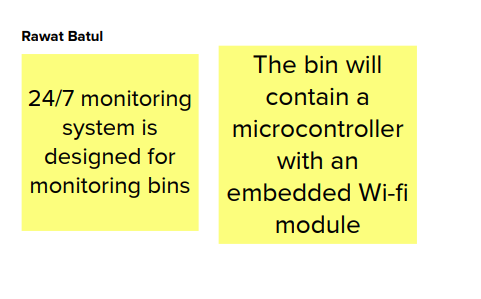 Rawat Batul
24/7 monitoring
system is
designed for
monitoring bins
The bin will
contain a
microcontroller
with an
embedded Wi-fi
module